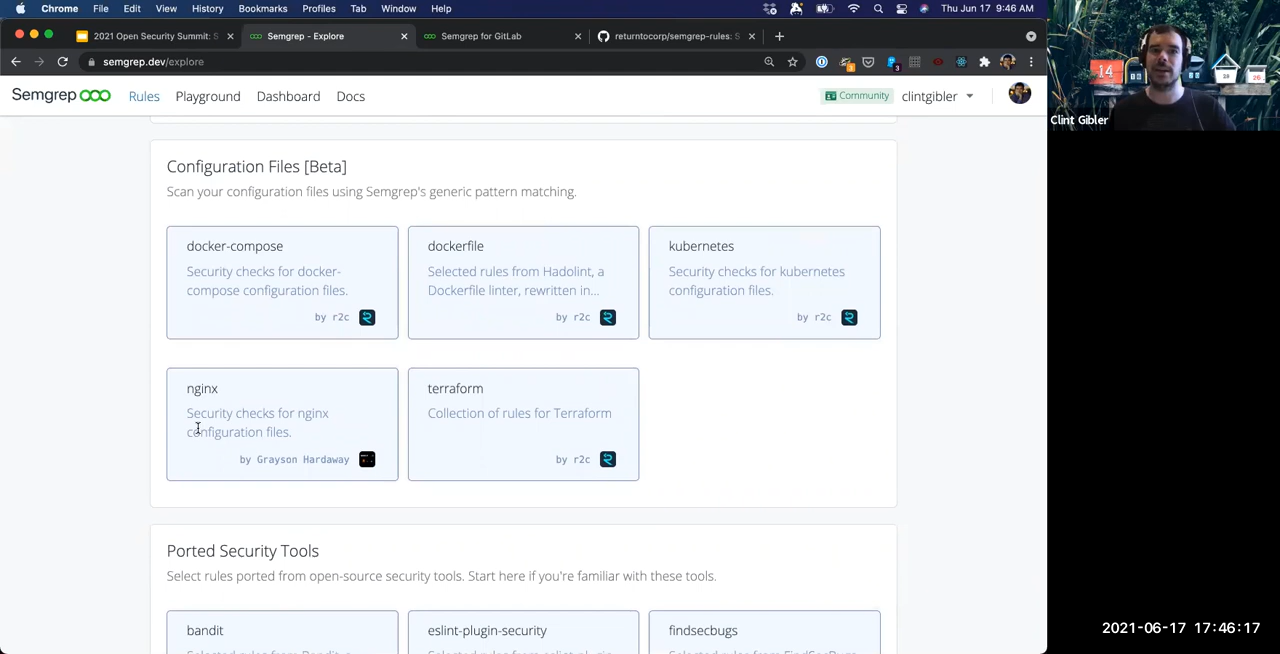 Chrome File Edit View History Bookmarks Profiles Tab Window Help Thu Jun 17 9:46 AM
2021 Open Security Summit: S Semgrep - Explore Semgrep for GitLab returntocorp/semgrep-rules: S
semgrep.dev/explore
Semgrep Rules Playground Dashboard Docs Community clintgibler
14
Clint Gibler
Configuration Files [Beta]
Scan your configuration files using Semgrep's generic pattern matching.
docker-compose
Security checks for docker-
compose configuration files.
by r2c
dockerfile
Selected rules from Hadolint, a
Dockerfile linter, rewritten in...
by r2c
kubernetes
Security checks for kubernetes
configuration files.
by r2c
nginx
Security checks for nginx
configuration files.
by Grayson Hardaway
terraform
Collection of rules for Terraform
by r2c
Ported Security Tools
Select rules ported from open-source security tools. Start here if you're familiar with these tools.
bandit
eslint-plugin-security
findsecbugs
2021-06-17 17:46:17